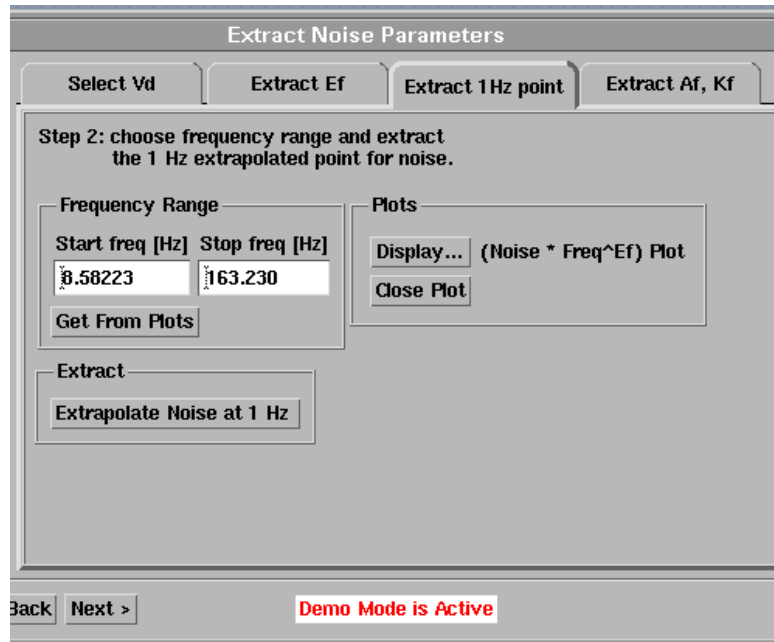 Extract Noise Parameters
Select Vd
Extract Ef
Extract 1Hz point
Extract Af, Kf
Step 2: choose frequency range and extract
the 1 Hz extrapolated point for noise.
Frequency Range
Start freq [Hz] Stop freq [Hz]
8.58223 163.230
Get From Plots
Plots
Display... (Noise * Freq^Ef) Plot
Close Plot
Extract
Extrapolate Noise at 1 Hz
Back Next >
Demo Mode is Active